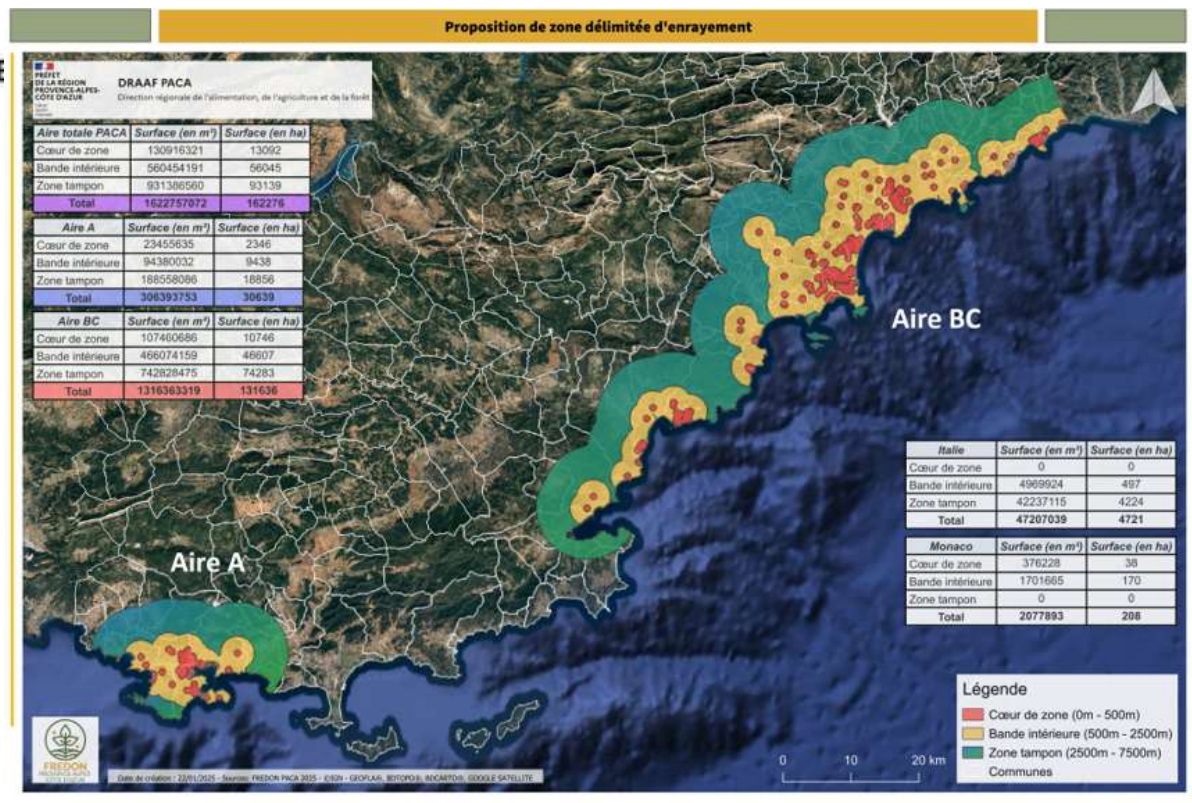 Proposition de zone délimitée d'enrayement
PRÉFET
DE LA RÉGION
PROVENCE-ALPES-
CÔTE D'AZUR
DRAAF PACA
Direction régionale de l'alimentation, de l'agriculture et de la forêt
Aire totale PACA Surface (en m²) Surface (en ha)
Cœur de zone 130916321 13092
Bande intérieure 560454191 56045
Zone tampon 931386560 93139
Total 1622757072 162276
Aire A Surface (en m²) Surface (en ha)
Cœur de zone 23455635 2346
Bande intérieure 94380032 9438
Zone tampon 188558086 18856
Total 306393753 30639
Aire BC Surface (en m²) Surface (en ha)
Cœur de zone 107460686 10746
Bande intérieure 466074159 46607
Zone tampon 742828475 74283
Total 1316363319 131636
Aire BC
Aire A
Italie Surface (en m²) Surface (en ha)
Cœur de zone 0 0
Bande intérieure 4969924 497
Zone tampon 42237115 4224
Total 47207039 4721
Monaco Surface (en m²) Surface (en ha)
Cœur de zone 376228 38
Bande intérieure 1701665 170
Zone tampon 0 0
Total 2077893 208
Légende
Cœur de zone (0m - 500m)
Bande intérieure (500m - 2500m)
Zone tampon (2500m - 7500m)
Communes
0 10 20 km
FREDON
PROVENCE-ALPES
CÔTE D'AZUR
Date de création : 22/01/2025 - Sources: FREDON PACA 2025 - ©IGN - GEOFLA®, BDTOPO®, BDCARTO®, GOOGLE SATELLITE